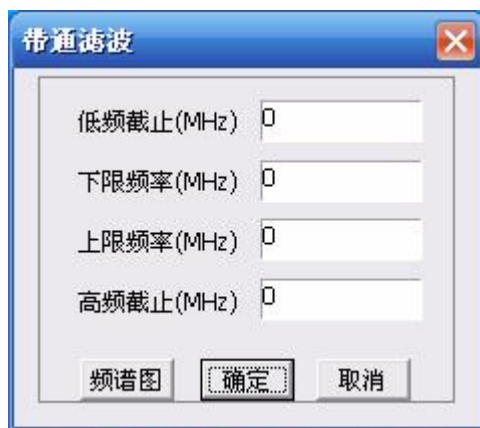 带通滤波
低频截止(MHz) 0
下限频率(MHz) 0
上限频率(MHz) 0
高频截止(MHz) 0
频谱图 确定 取消